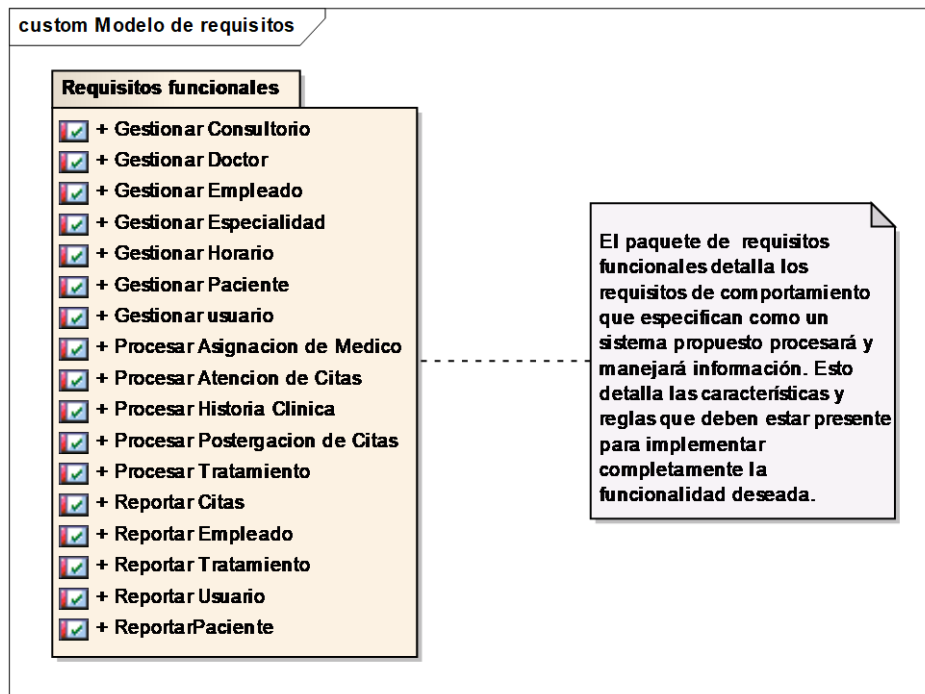 custom Modelo de requisitos
Requisitos funcionales
+ Gestionar Consultorio
+ Gestionar Doctor
+ Gestionar Empleado
+ Gestionar Especialidad
+ Gestionar Horario
+ Gestionar Paciente
+ Gestionar usuario
+ Procesar Asignacion de Medico
+ Procesar Atencion de Citas
+ Procesar Historia Clinica
+ Procesar Postergacion de Citas
+ Procesar Tratamiento
+ Reportar Citas
+ Reportar Empleado
+ Reportar Tratamiento
+ Reportar Usuario
+ ReportarPaciente
El paquete de requisitos
funcionales detalla los
requisitos de comportamiento
que especifican como un
sistema propuesto procesará y
manejará información. Esto
detalla las características y
reglas que deben estar presente
para implementar
completamente la
funcionalidad deseada.